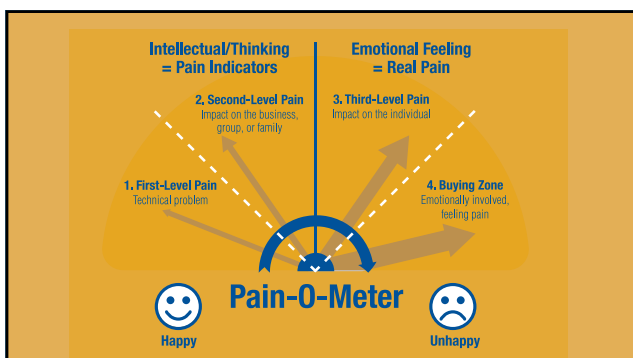 Intellectual/Thinking
= Pain Indicators
Emotional Feeling
= Real Pain
2. Second-Level Pain
Impact on the business,
group, or family
3. Third-Level Pain
Impact on the individual
1. First-Level Pain
Technical problem
4. Buying Zone
Emotionally involved,
feeling pain
Pain-O-Meter
Happy
Unhappy